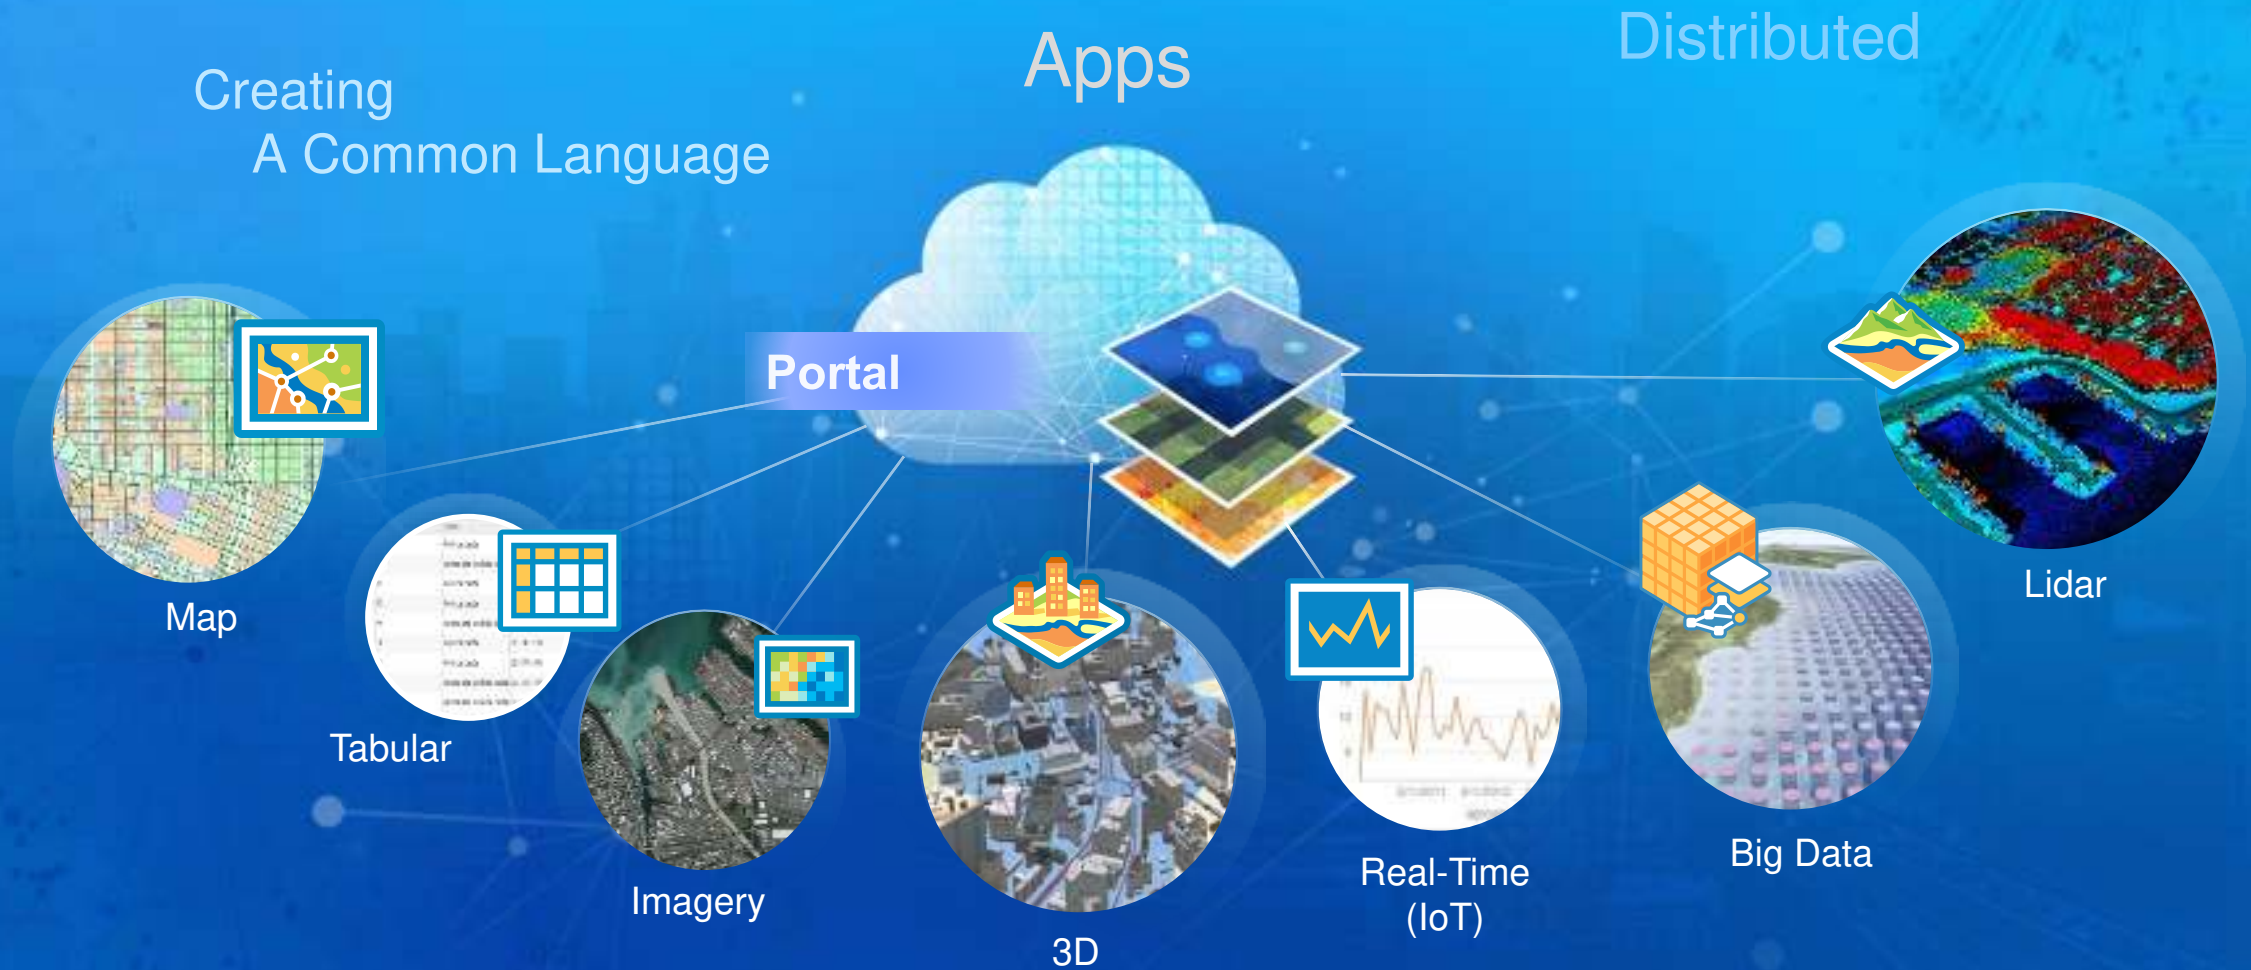 Distributed
Apps
Creating
A Common Language
Portal
Map
Tabular
Imagery
3D
Real-Time
(IoT)
Big Data
Lidar